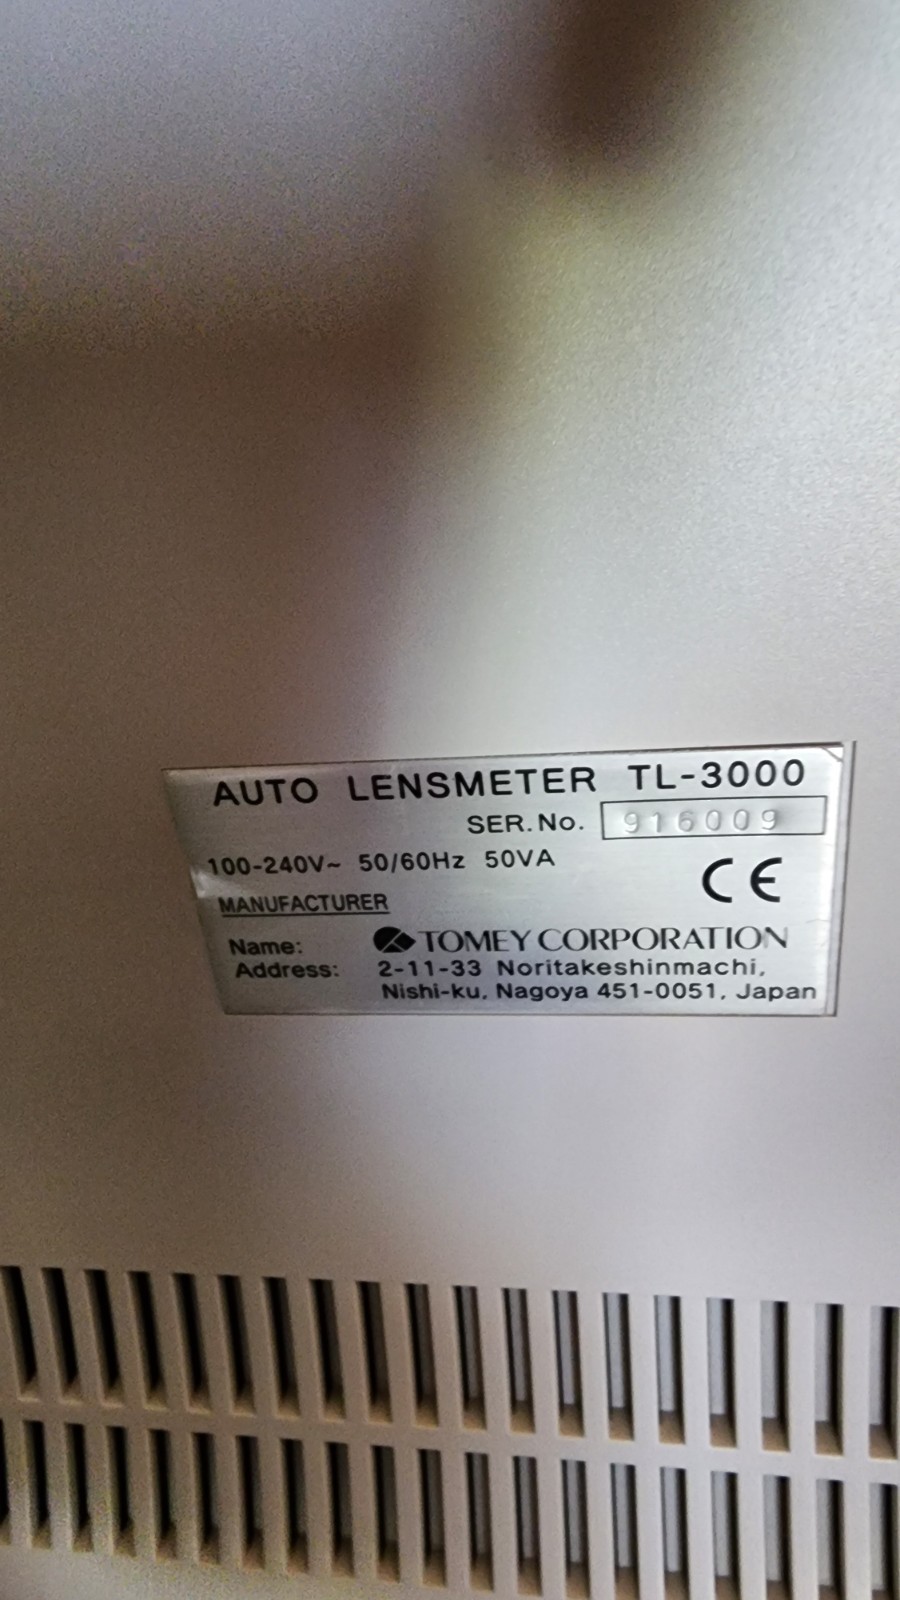 AUTO LENSMETER TL-3000
SER.No. 916009
100-240V~ 50/60Hz 50VA
CE
MANUFACTURER
Name: TOMEY CORPORATION
Address: 2-11-33 Noritakeshinmachi,
Nishi-ku, Nagoya 451-0051, Japan